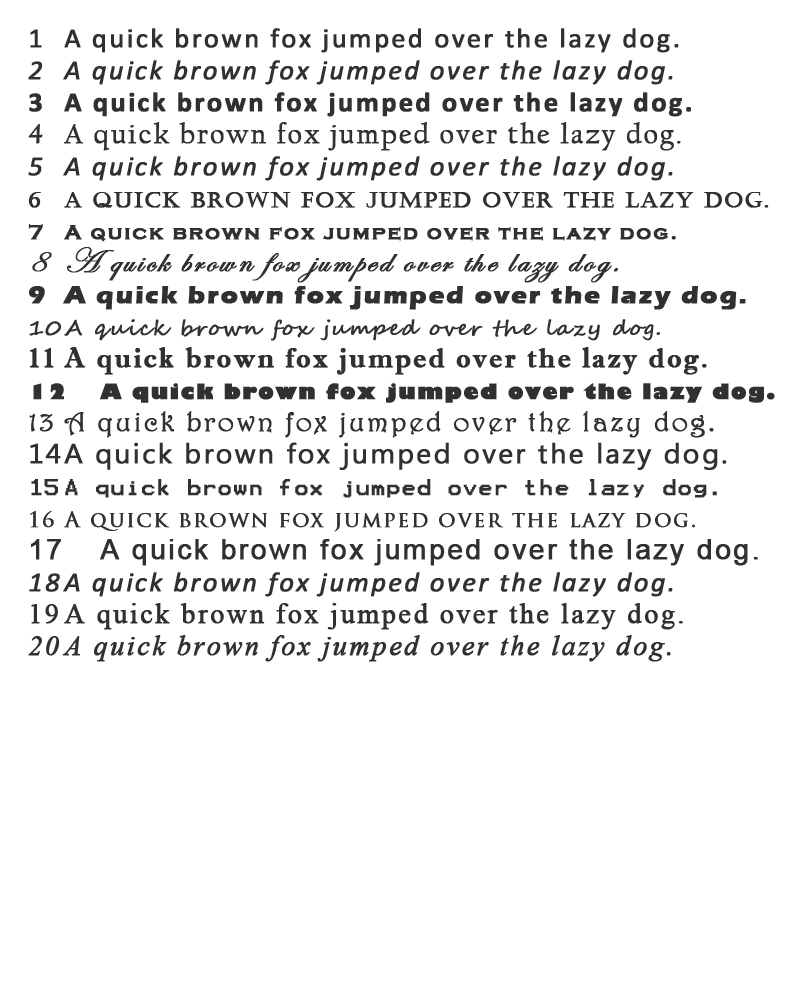 1 A quick brown fox jumped over the lazy dog.
2 A quick brown fox jumped over the lazy dog.
3 A quick brown fox jumped over the lazy dog.
4 A quick brown fox jumped over the lazy dog.
5 A quick brown fox jumped over the lazy dog.
6 A QUICK BROWN FOX JUMPED OVER THE LAZY DOG.
7 A QUICK BROWN FOX JUMPED OVER THE LAZY DOG.
8 A quick brown fox jumped over the lazy dog.
9 A quick brown fox jumped over the lazy dog.
10 A quick brown fox jumped over the lazy dog.
11 A quick brown fox jumped over the lazy dog.
12 A quick brown fox jumped over the lazy dog.
13 A quick brown fox jumped over the lazy dog.
14 A quick brown fox jumped over the lazy dog.
15 A quick brown fox jumped over the lazy dog.
16 A QUICK BROWN FOX JUMPED OVER THE LAZY DOG.
17 A quick brown fox jumped over the lazy dog.
18 A quick brown fox jumped over the lazy dog.
19 A quick brown fox jumped over the lazy dog.
20 A quick brown fox jumped over the lazy dog.